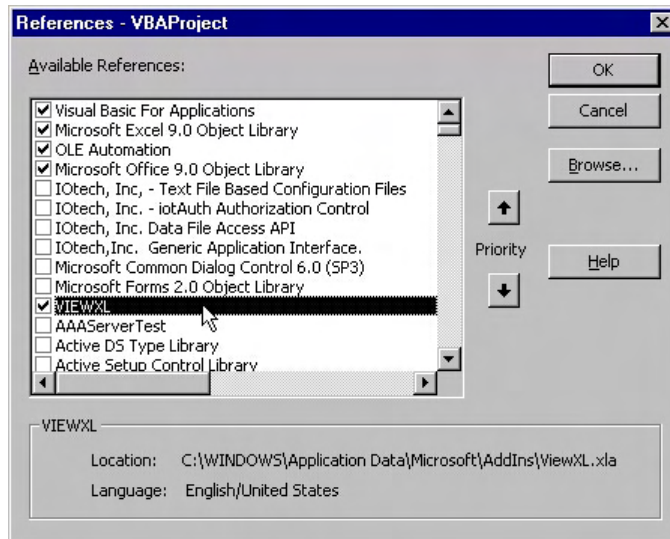 References - VBAProject
Available References:
Visual Basic For Applications
Microsoft Excel 9.0 Object Library
OLE Automation
Microsoft Office 9.0 Object Library
IOtech, Inc, - Text File Based Configuration Files
IOtech, Inc. - iotAuth Authorization Control
IOtech, Inc. Data File Access API
IOtech,Inc.  Generic Application Interface.
Microsoft Common Dialog Control 6.0 (SP3)
Microsoft Forms 2.0 Object Library
VIEWXL
AAAServerTest
Active DS Type Library
Active Setup Control Library
OK
Cancel
Browse...
Priority
Help
VIEWXL
Location: C:\WINDOWS\Application Data\Microsoft\AddIns\ViewXL.xla
Language: English/United States